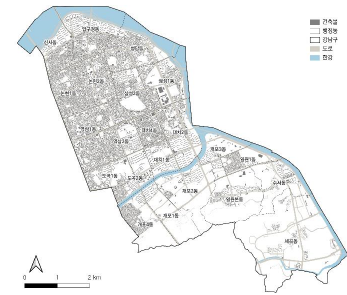 건축물
행정동
강남구
도로
한강
신사동
압구정동
청담동
논현2동
논현1동
삼성1동
삼성2동
역삼1동
역삼2동
대치2동
대치4동
대치1동
도곡1동
도곡2동
개포3동
일원1동
수서동
개포2동
일원본동
개포1동
개포4동
세곡동
0 1 2 km